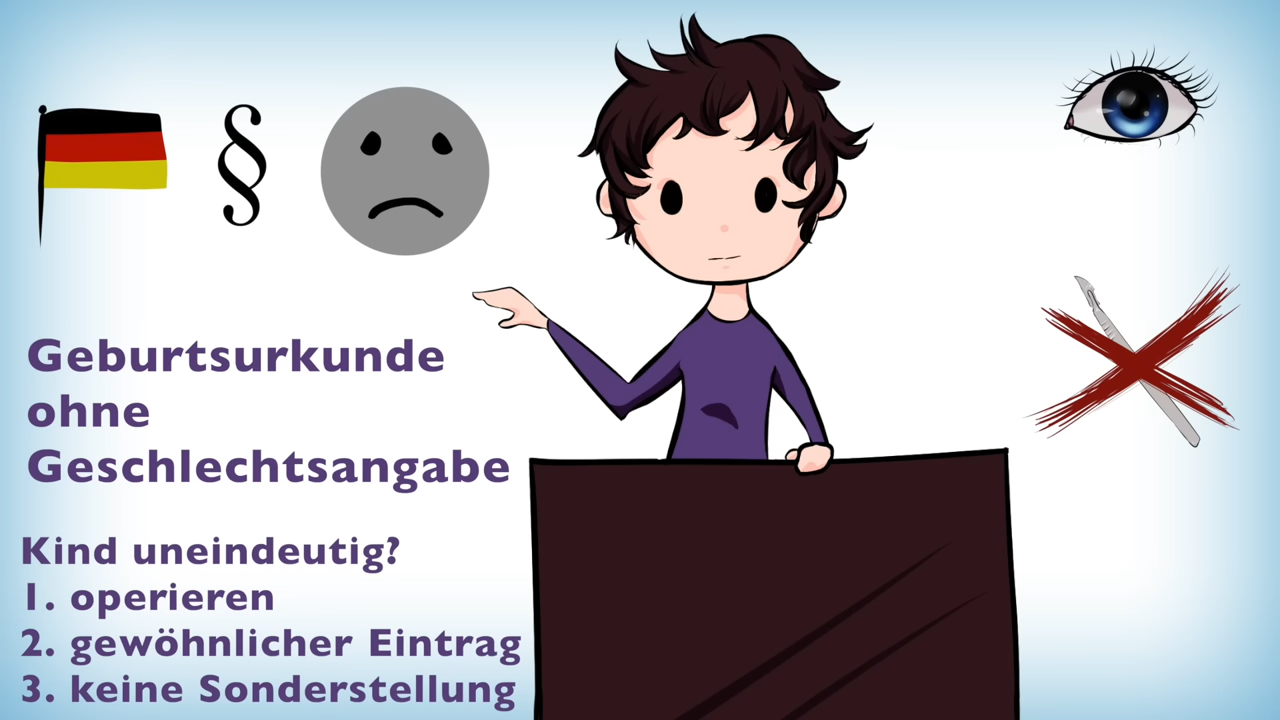 §
Geburtsurkunde
ohne
Geschlechtsangabe
Kind uneindeutig?
1. operieren
2. gewöhnlicher Eintrag
3. keine Sonderstellung